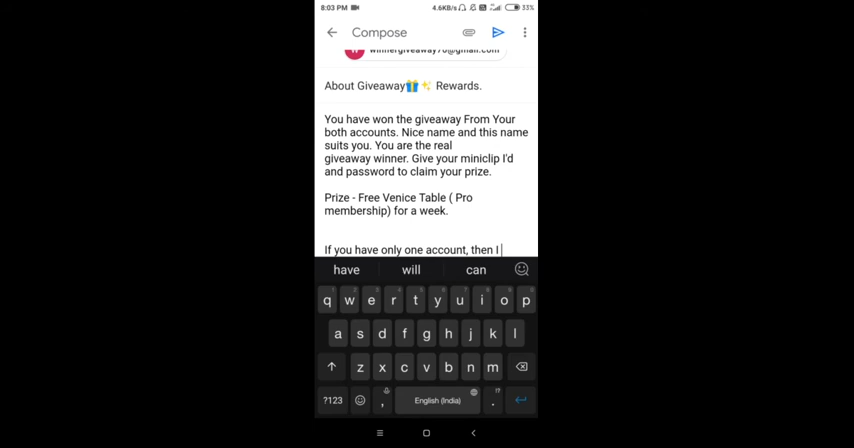 8:03 PM 4.6KB/s 33%
Compose
winnergiveaway70@gmail.com
About Giveaway🎁✨ Rewards.
You have won the giveaway From Your
both accounts. Nice name and this name
suits you. You are the real
giveaway winner. Give your miniclip I'd
and password to claim your prize.
Prize - Free Venice Table ( Pro
membership) for a week.
If you have only one account, then I
have will can
q w e r t y u i o p
a s d f g h j k l
z x c v b n m
?123 , English (India) .